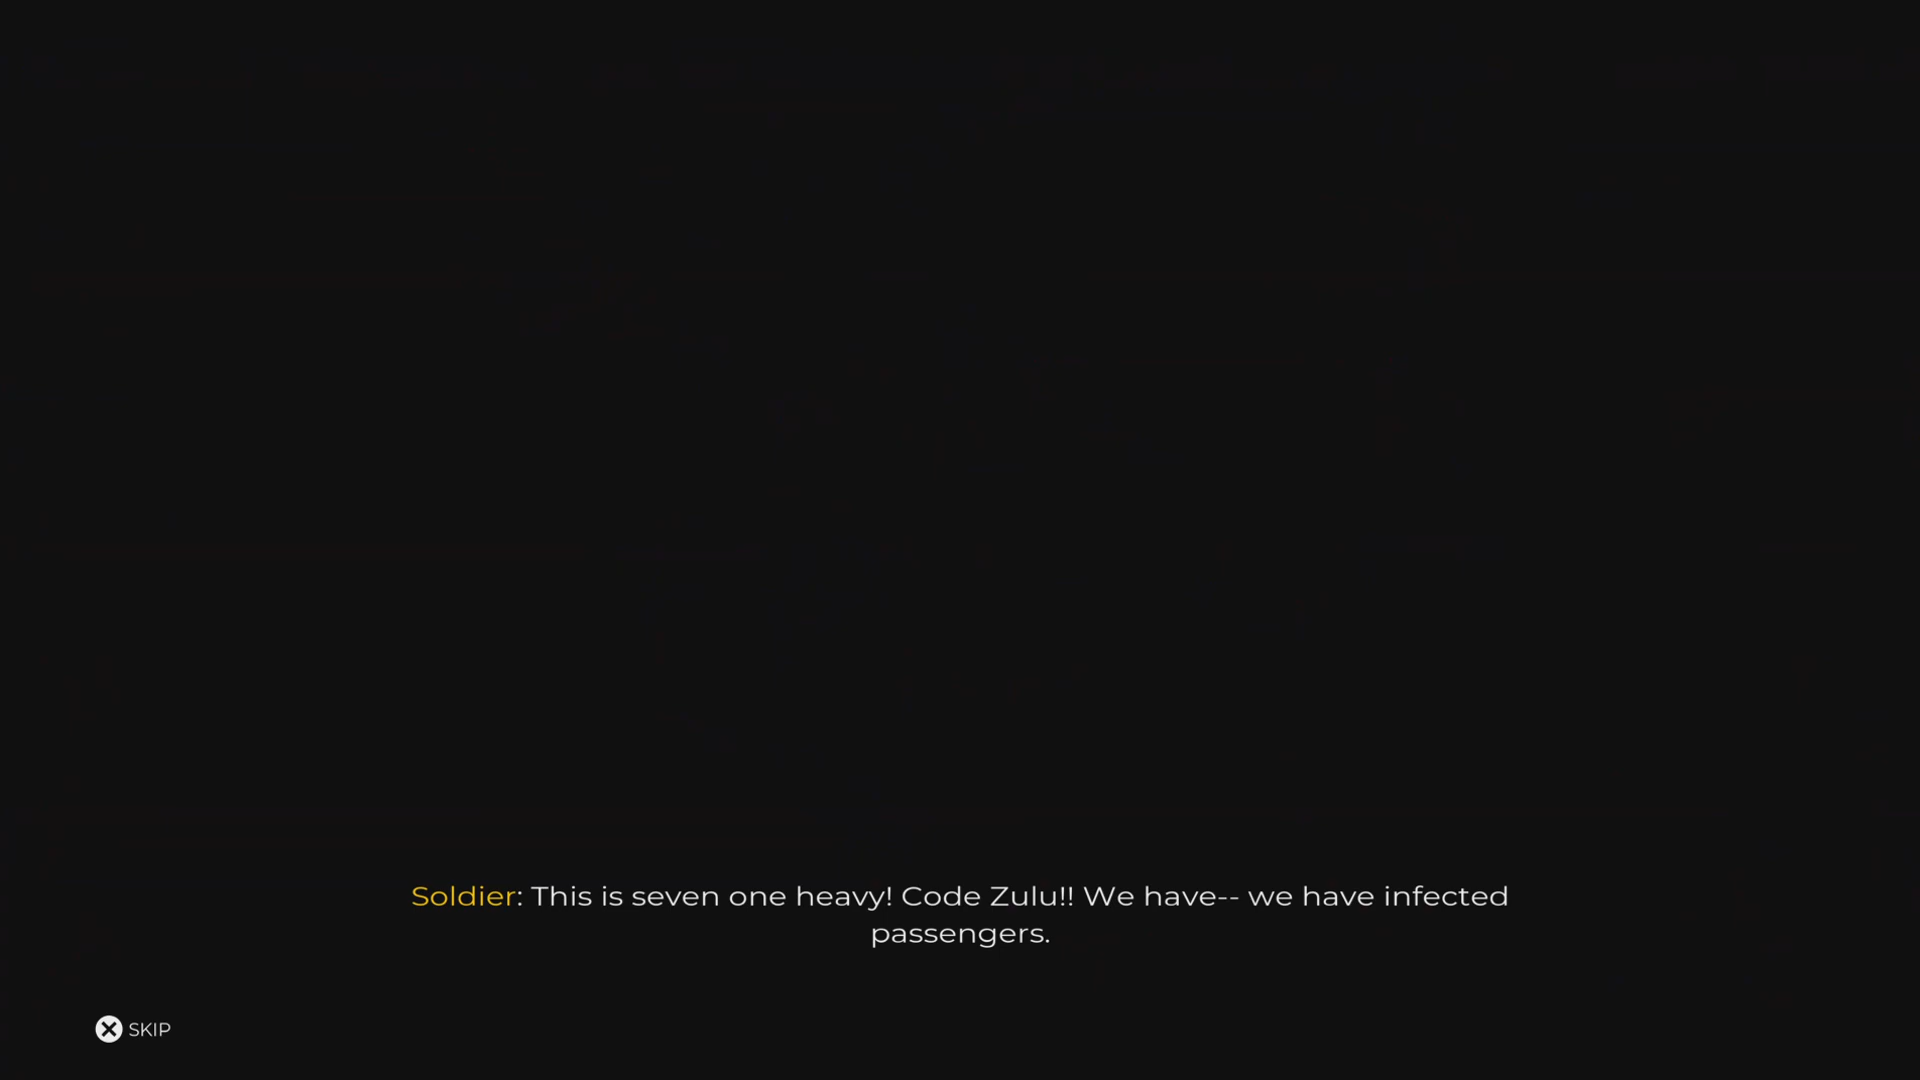 Soldier: This is seven one heavy! Code Zulu!! We have-- we have infected
passengers.
SKIP